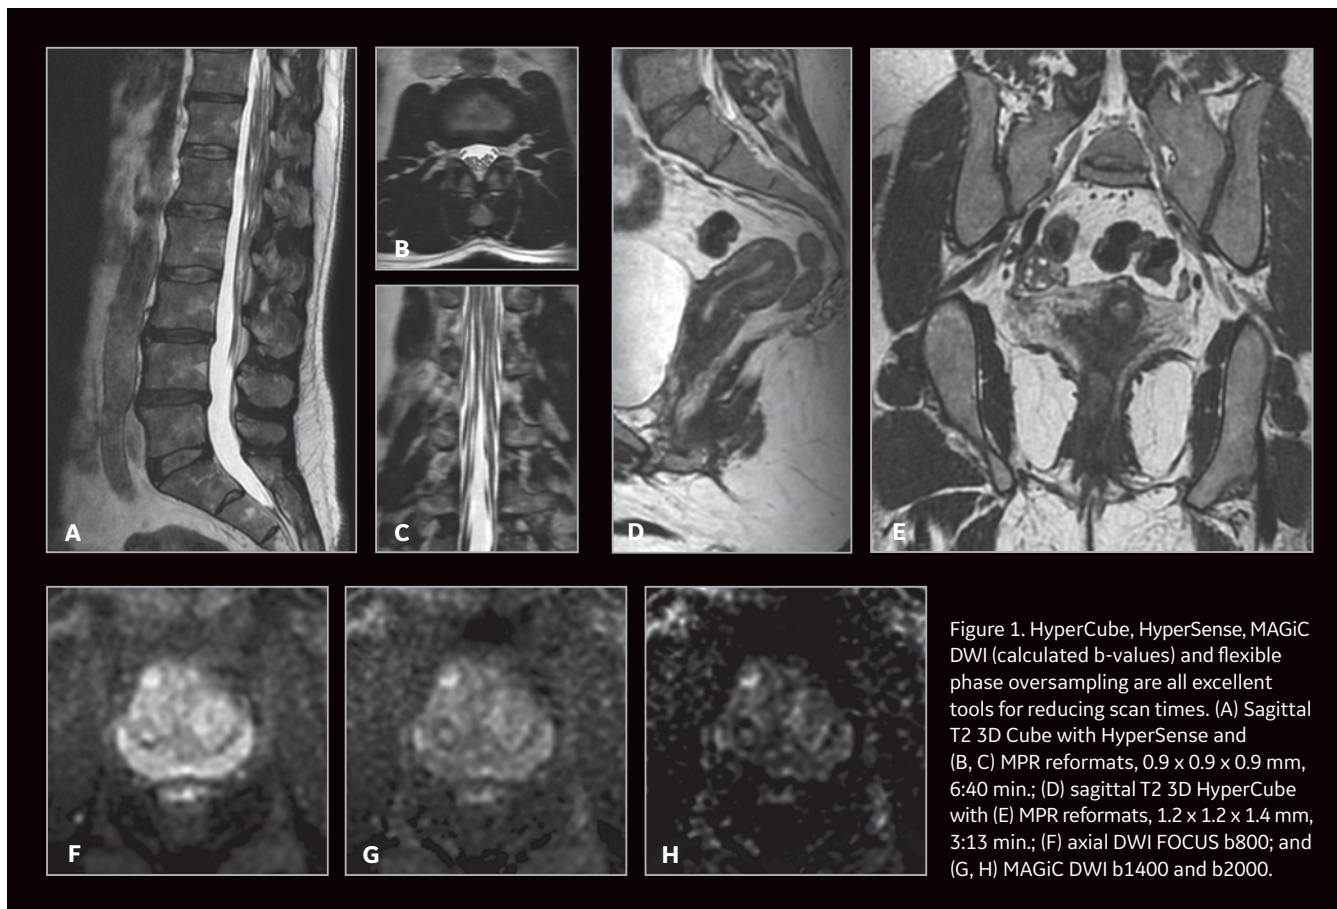 A
B
C
D
E
F
G
H
Figure 1. HyperCube, HyperSense, MAGiC
DWI (calculated b-values) and flexible
phase oversampling are all excellent
tools for reducing scan times. (A) Sagittal
T2 3D Cube with HyperSense and
(B, C) MPR reformats, 0.9 x 0.9 x 0.9 mm,
6:40 min.; (D) sagittal T2 3D HyperCube
with (E) MPR reformats, 1.2 x 1.2 x 1.4 mm,
3:13 min.; (F) axial DWI FOCUS b800; and
(G, H) MAGiC DWI b1400 and b2000.